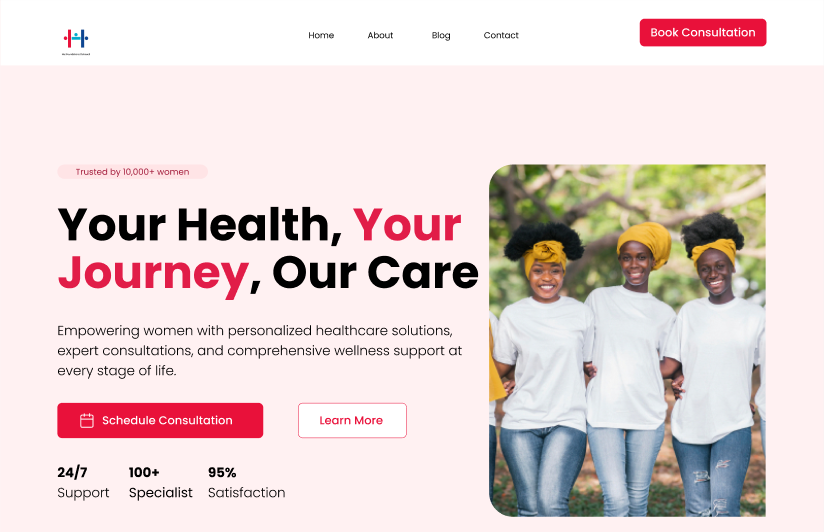 Home
About
Blog
Contact
Book Consultation
Trusted by 10,000+ women
Your Health, Your
Journey, Our Care
Empowering women with personalized healthcare solutions,
expert consultations, and comprehensive wellness support at
every stage of life.
Schedule Consultation
Learn More
24/7 100+ 95%
Support Specialist Satisfaction